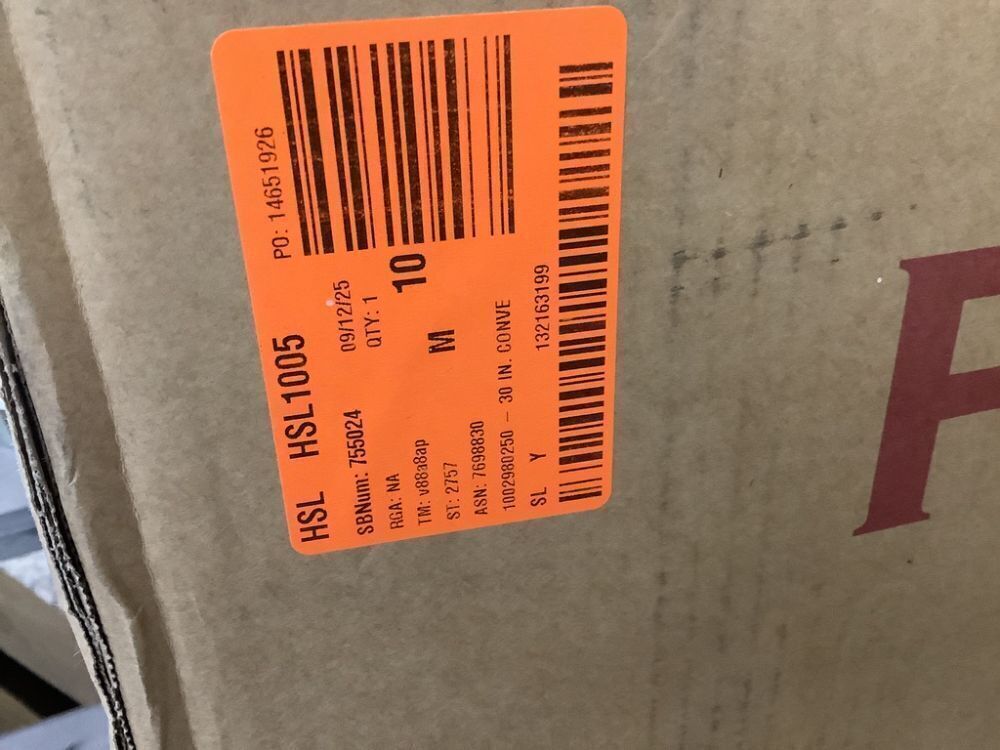 HSL HSL1005 PO: 14651926
SBNum: 755024 09/12/25
RGA: NA QTY: 1
TM: v88a8ap 10
ST: 2757 M
ASN: 7698830
1002980250 – 30 IN. CONVE
SL Y 132163199